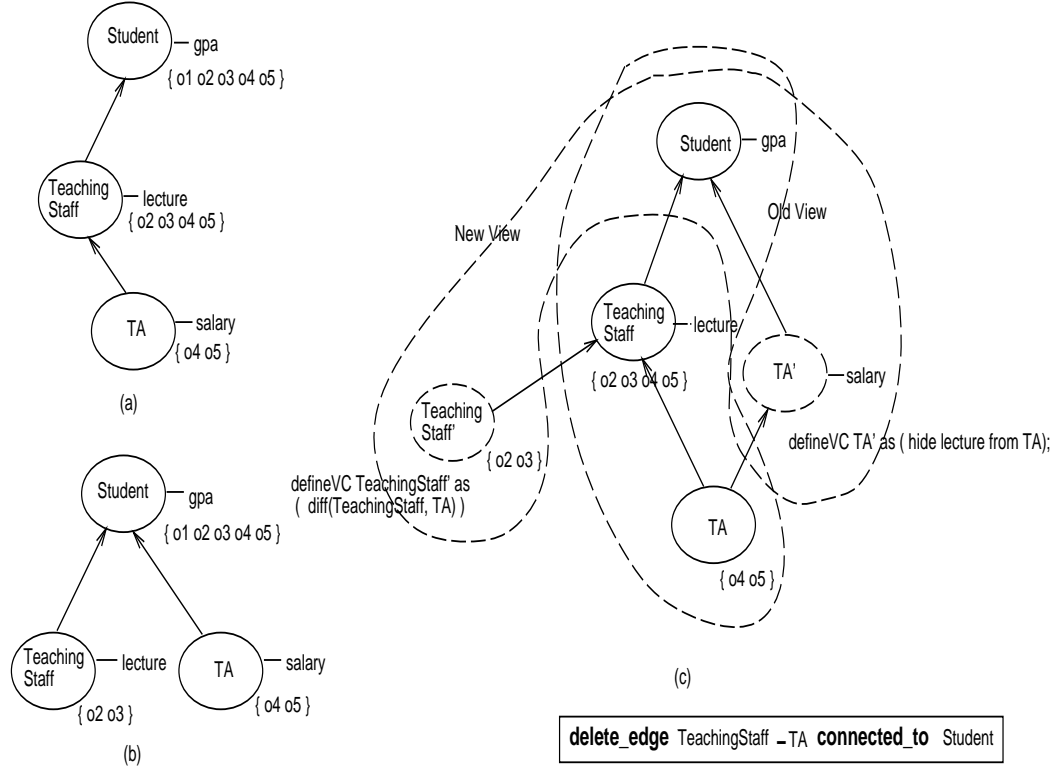 Student
gpa
{ o1 o2 o3 o4 o5 }
Teaching
Staff
lecture
{ o2 o3 o4 o5 }
TA
salary
{ o4 o5 }
(a)
Student
gpa
{ o1 o2 o3 o4 o5 }
Teaching
Staff
lecture
{ o2 o3 }
TA
salary
{ o4 o5 }
(b)
Student
gpa
New View
Old View
Teaching
Staff
lecture
{ o2 o3 o4 o5 }
TA'
salary
Teaching
Staff'
{ o2 o3 }
defineVC TA' as ( hide lecture from TA);
defineVC TeachingStaff' as
( diff(TeachingStaff, TA) )
TA
{ o4 o5 }
(c)
delete_edge TeachingStaff – TA connected_to Student